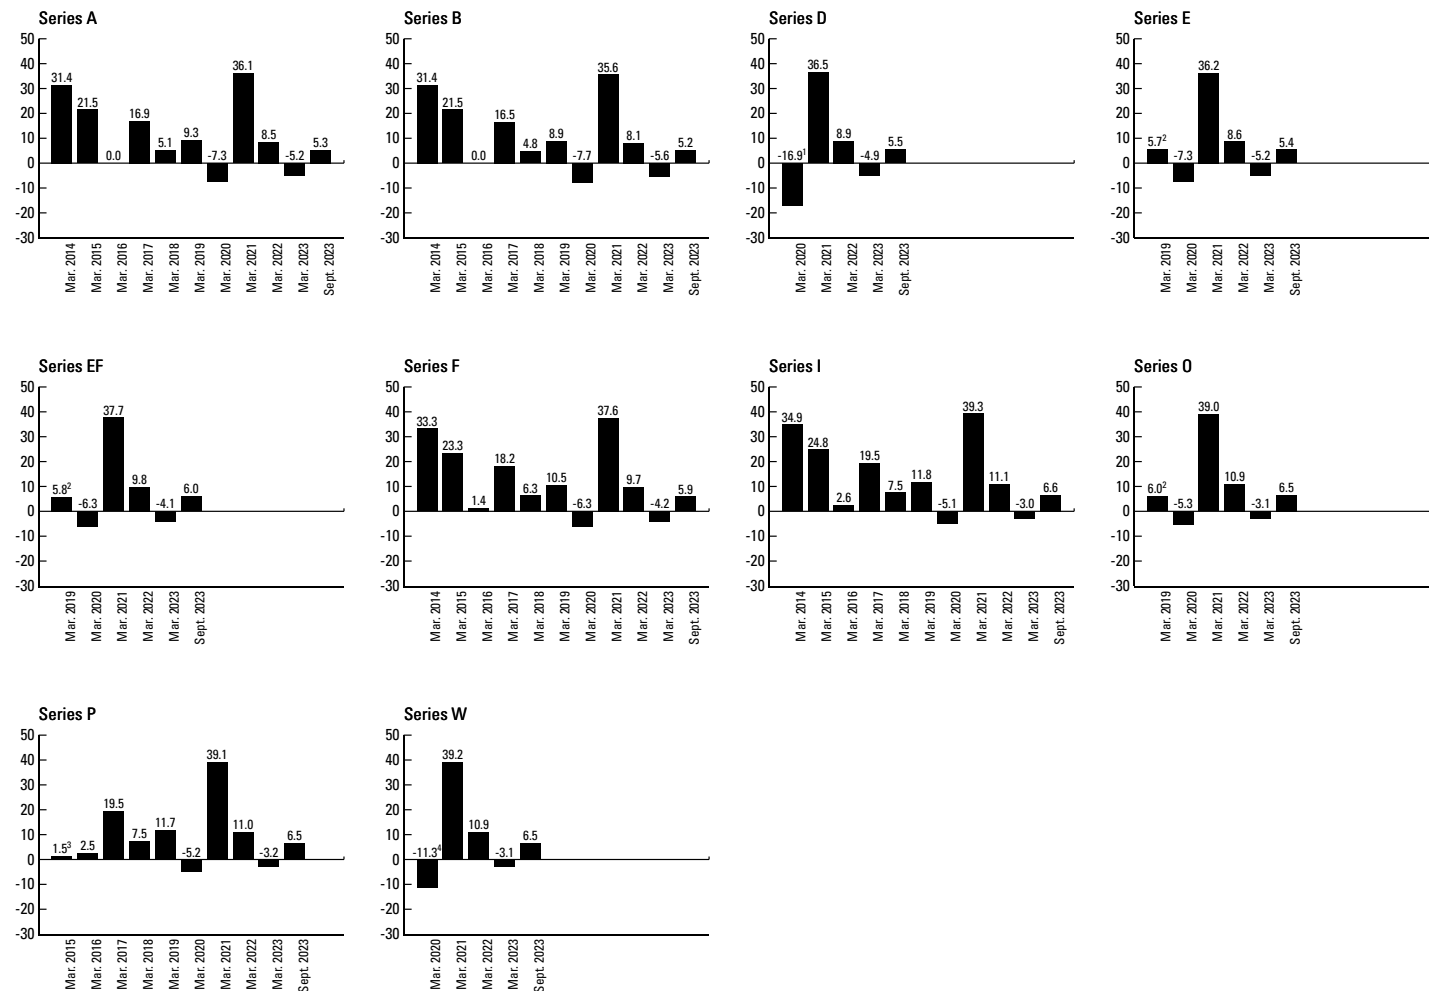 Series A
50
40
30
20
10
0
-10
-20
-30
31.4
21.5
0.0
16.9
5.1
9.3
-7.3
36.1
8.5
-5.2
5.3
Mar. 2014
Mar. 2015
Mar. 2016
Mar. 2017
Mar. 2018
Mar. 2019
Mar. 2020
Mar. 2021
Mar. 2022
Mar. 2023
Sept. 2023
Series B
50
40
30
20
10
0
-10
-20
-30
31.4
21.5
0.0
16.5
4.8
8.9
-7.7
35.6
8.1
-5.6
5.2
Mar. 2014
Mar. 2015
Mar. 2016
Mar. 2017
Mar. 2018
Mar. 2019
Mar. 2020
Mar. 2021
Mar. 2022
Mar. 2023
Sept. 2023
Series D
50
40
30
20
10
0
-10
-20
-30
-16.9¹
36.5
8.9
-4.9
5.5
Mar. 2020
Mar. 2021
Mar. 2022
Mar. 2023
Sept. 2023
Series E
50
40
30
20
10
0
-10
-20
-30
5.7²
-7.3
36.2
8.6
-5.2
5.4
Mar. 2019
Mar. 2020
Mar. 2021
Mar. 2022
Mar. 2023
Sept. 2023
Series EF
50
40
30
20
10
0
-10
-20
-30
5.8²
-6.3
37.7
9.8
-4.1
6.0
Mar. 2019
Mar. 2020
Mar. 2021
Mar. 2022
Mar. 2023
Sept. 2023
Series F
50
40
30
20
10
0
-10
-20
-30
33.3
23.3
1.4
18.2
6.3
10.5
-6.3
37.6
9.7
-4.2
5.9
Mar. 2014
Mar. 2015
Mar. 2016
Mar. 2017
Mar. 2018
Mar. 2019
Mar. 2020
Mar. 2021
Mar. 2022
Mar. 2023
Sept. 2023
Series I
50
40
30
20
10
0
-10
-20
-30
34.9
24.8
2.6
19.5
7.5
11.8
-5.1
39.3
11.1
-3.0
6.6
Mar. 2014
Mar. 2015
Mar. 2016
Mar. 2017
Mar. 2018
Mar. 2019
Mar. 2020
Mar. 2021
Mar. 2022
Mar. 2023
Sept. 2023
Series O
50
40
30
20
10
0
-10
-20
-30
6.0²
-5.3
39.0
10.9
-3.1
6.5
Mar. 2019
Mar. 2020
Mar. 2021
Mar. 2022
Mar. 2023
Sept. 2023
Series P
50
40
30
20
10
0
-10
-20
-30
1.5³
2.5
19.5
7.5
11.7
-5.2
39.1
11.0
-3.2
6.5
Mar. 2015
Mar. 2016
Mar. 2017
Mar. 2018
Mar. 2019
Mar. 2020
Mar. 2021
Mar. 2022
Mar. 2023
Sept. 2023
Series W
50
40
30
20
10
0
-10
-20
-30
-11.3⁴
39.2
10.9
-3.1
6.5
Mar. 2020
Mar. 2021
Mar. 2022
Mar. 2023
Sept. 2023